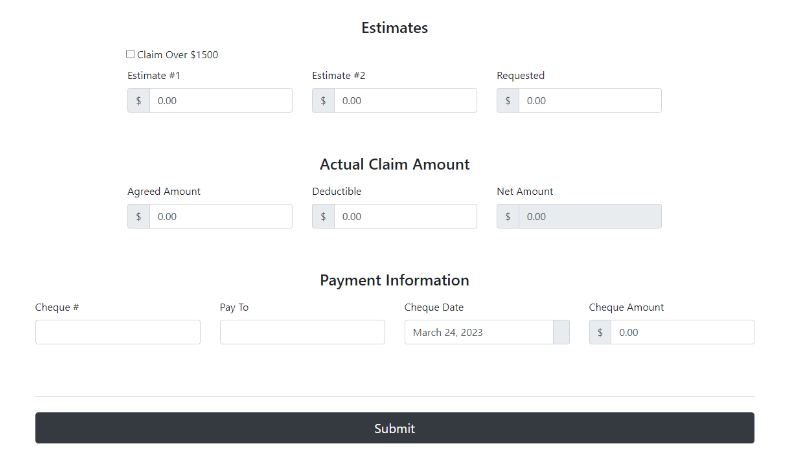 Estimates
Claim Over $1500
Estimate #1 Estimate #2 Requested
$ 0.00 $ 0.00 $ 0.00
Actual Claim Amount
Agreed Amount Deductible Net Amount
$ 0.00 $ 0.00 $ 0.00
Payment Information
Cheque # Pay To Cheque Date Cheque Amount
March 24, 2023 $ 0.00
Submit